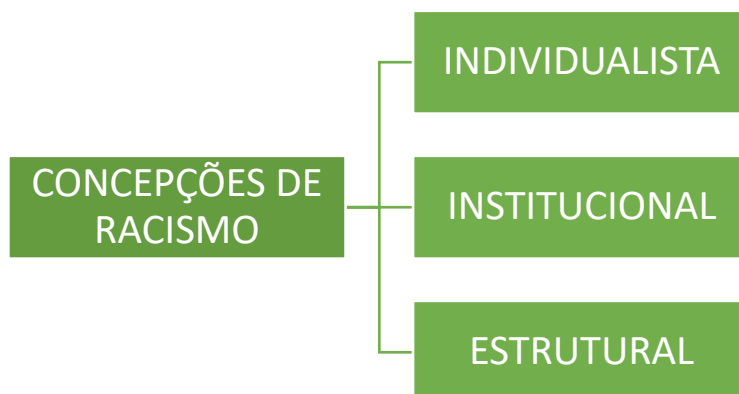 INDIVIDUALISTA
CONCEPÇÕES DE
RACISMO
INSTITUCIONAL
ESTRUTURAL